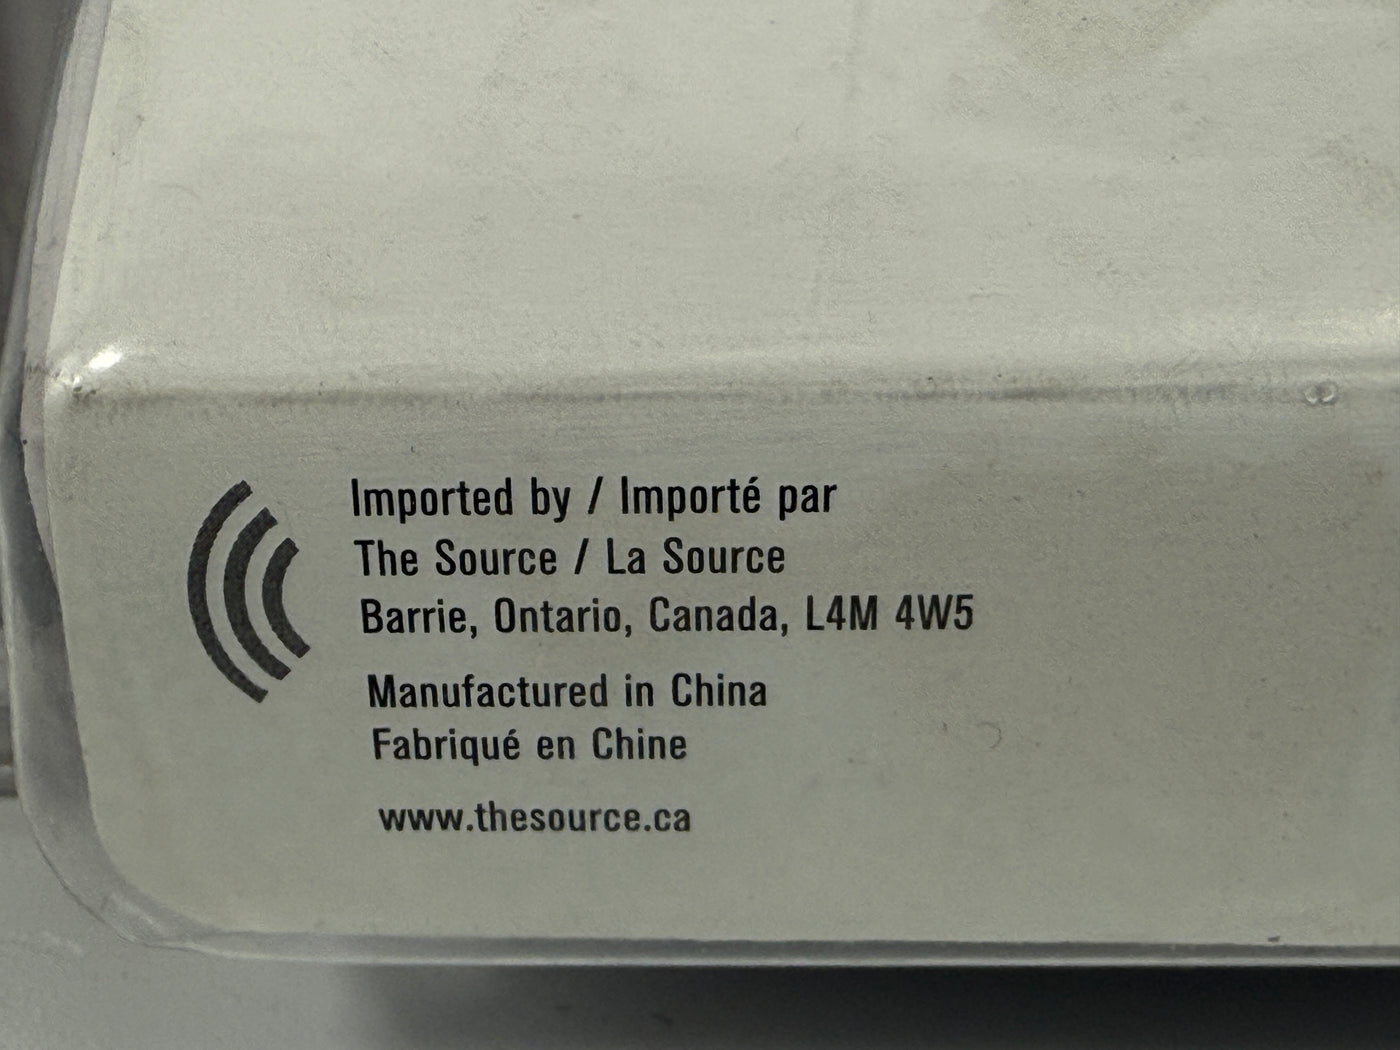 Imported by / Importé par
The Source / La Source
Barrie, Ontario, Canada, L4M 4W5
Manufactured in China
Fabriqué en Chine
www.thesource.ca